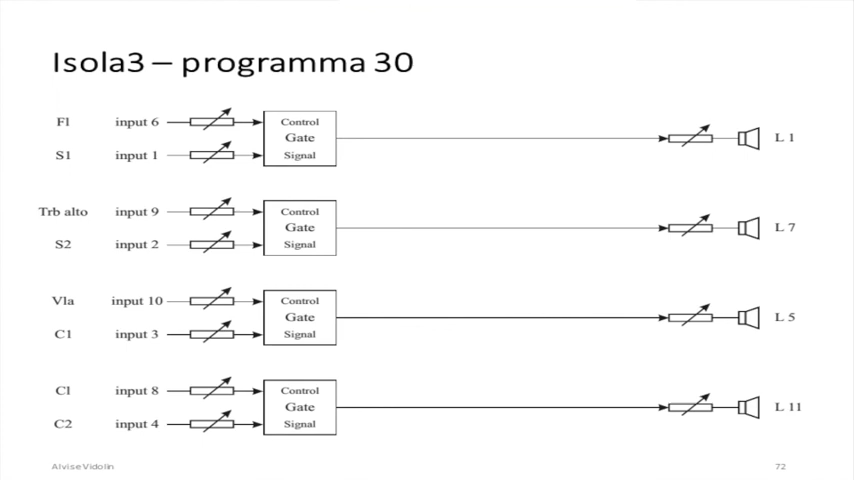 Isola3 – programma 30
Fl input 6 Control
Gate L 1
S1 input 1 Signal
Trb alto input 9 Control
Gate L 7
S2 input 2 Signal
Vla input 10 Control
Gate L 5
C1 input 3 Signal
Cl input 8 Control
Gate L 11
C2 input 4 Signal
Alvise Vidolin 72